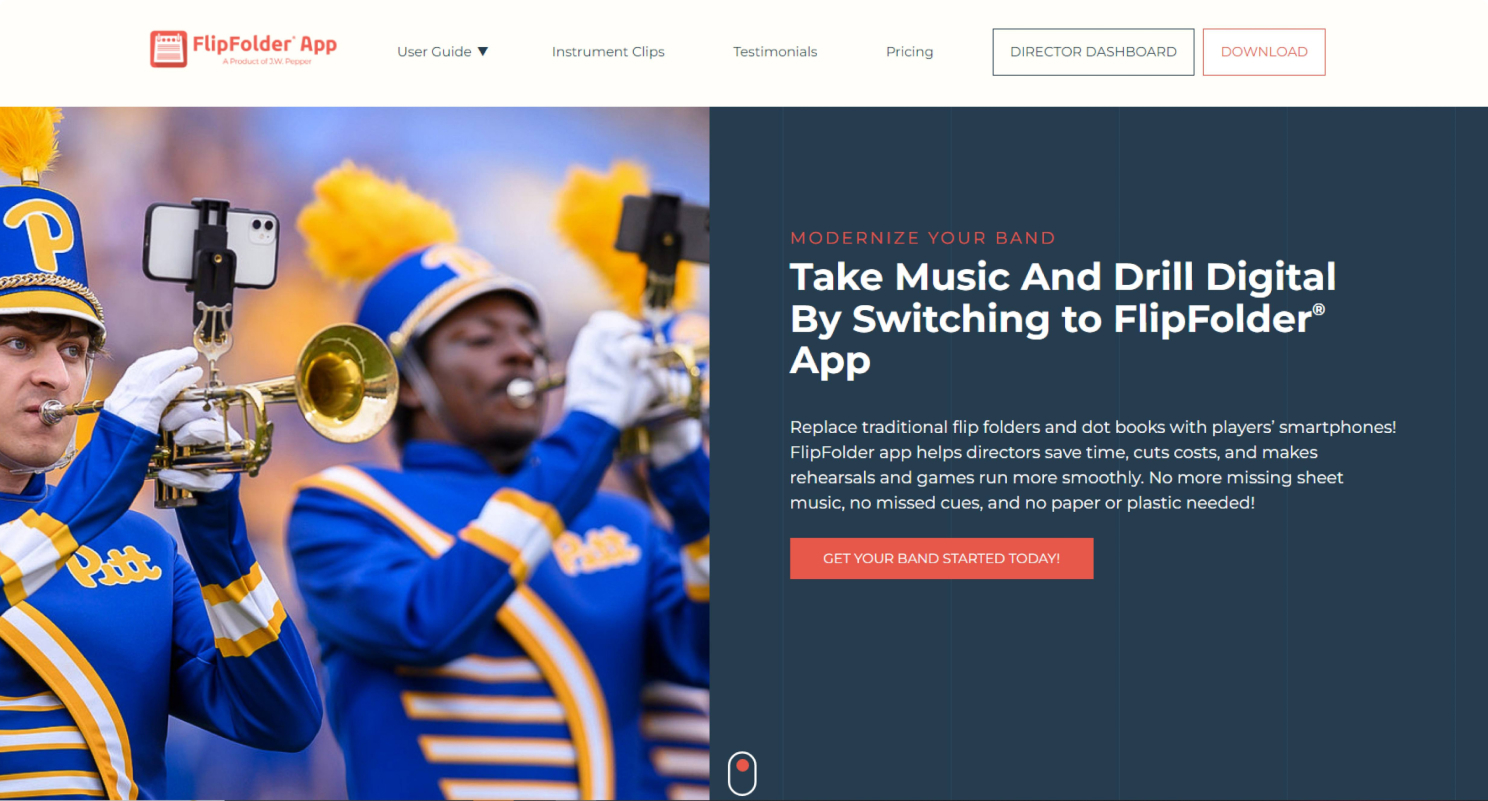 FlipFolder® App
A Product of J.W. Pepper
User Guide ▼
Instrument Clips
Testimonials
Pricing
DIRECTOR DASHBOARD
DOWNLOAD
P
Pitt
Pitt
MODERNIZE YOUR BAND
Take Music And Drill Digital
By Switching to FlipFolder®
App
Replace traditional flip folders and dot books with players’ smartphones!
FlipFolder app helps directors save time, cuts costs, and makes
rehearsals and games run more smoothly. No more missing sheet
music, no missed cues, and no paper or plastic needed!
GET YOUR BAND STARTED TODAY!